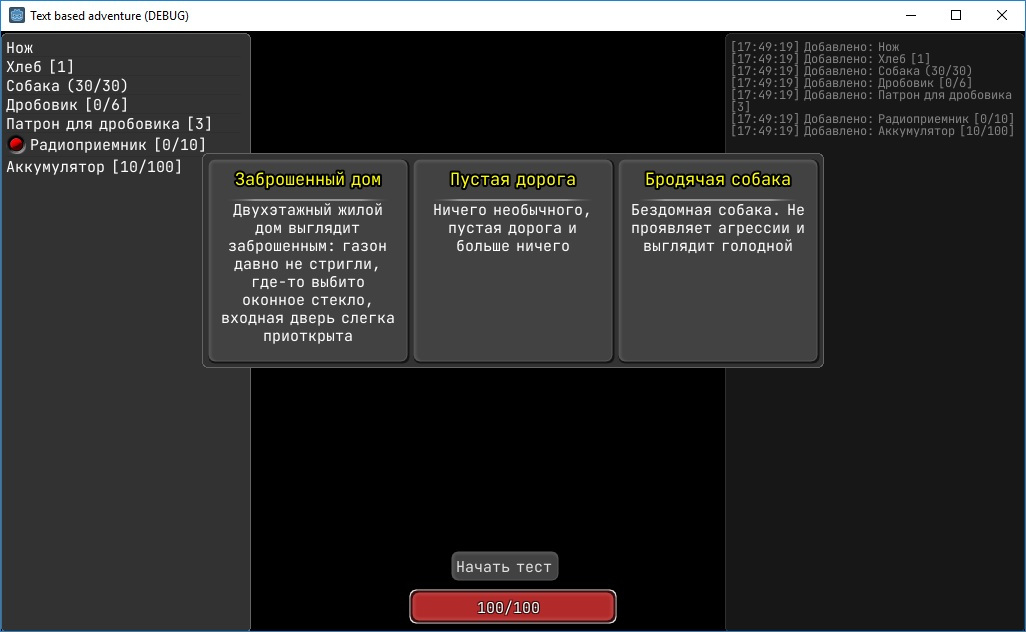 Text based adventure (DEBUG)
Нож
Хлеб [1]
Собака (30/30)
Дробовик [0/6]
Патрон для дробовика [3]
Радиоприемник [0/10]
Аккумулятор [10/100]
[17:49:19] Добавлено: Нож
[17:49:19] Добавлено: Хлеб [1]
[17:49:19] Добавлено: Собака (30/30)
[17:49:19] Добавлено: Дробовик [0/6]
[17:49:19] Добавлено: Патрон для дробовика
[3]
[17:49:19] Добавлено: Радиоприемник [0/10]
[17:49:19] Добавлено: Аккумулятор [10/100]
Заброшенный дом
Двухэтажный жилой
дом выглядит
заброшенным: газон
давно не стригли,
где-то выбито
оконное стекло,
входная дверь слегка
приоткрыта
Пустая дорога
Ничего необычного,
пустая дорога и
больше ничего
Бродячая собака
Бездомная собака. Не
проявляет агрессии и
выглядит голодной
Начать тест
100/100